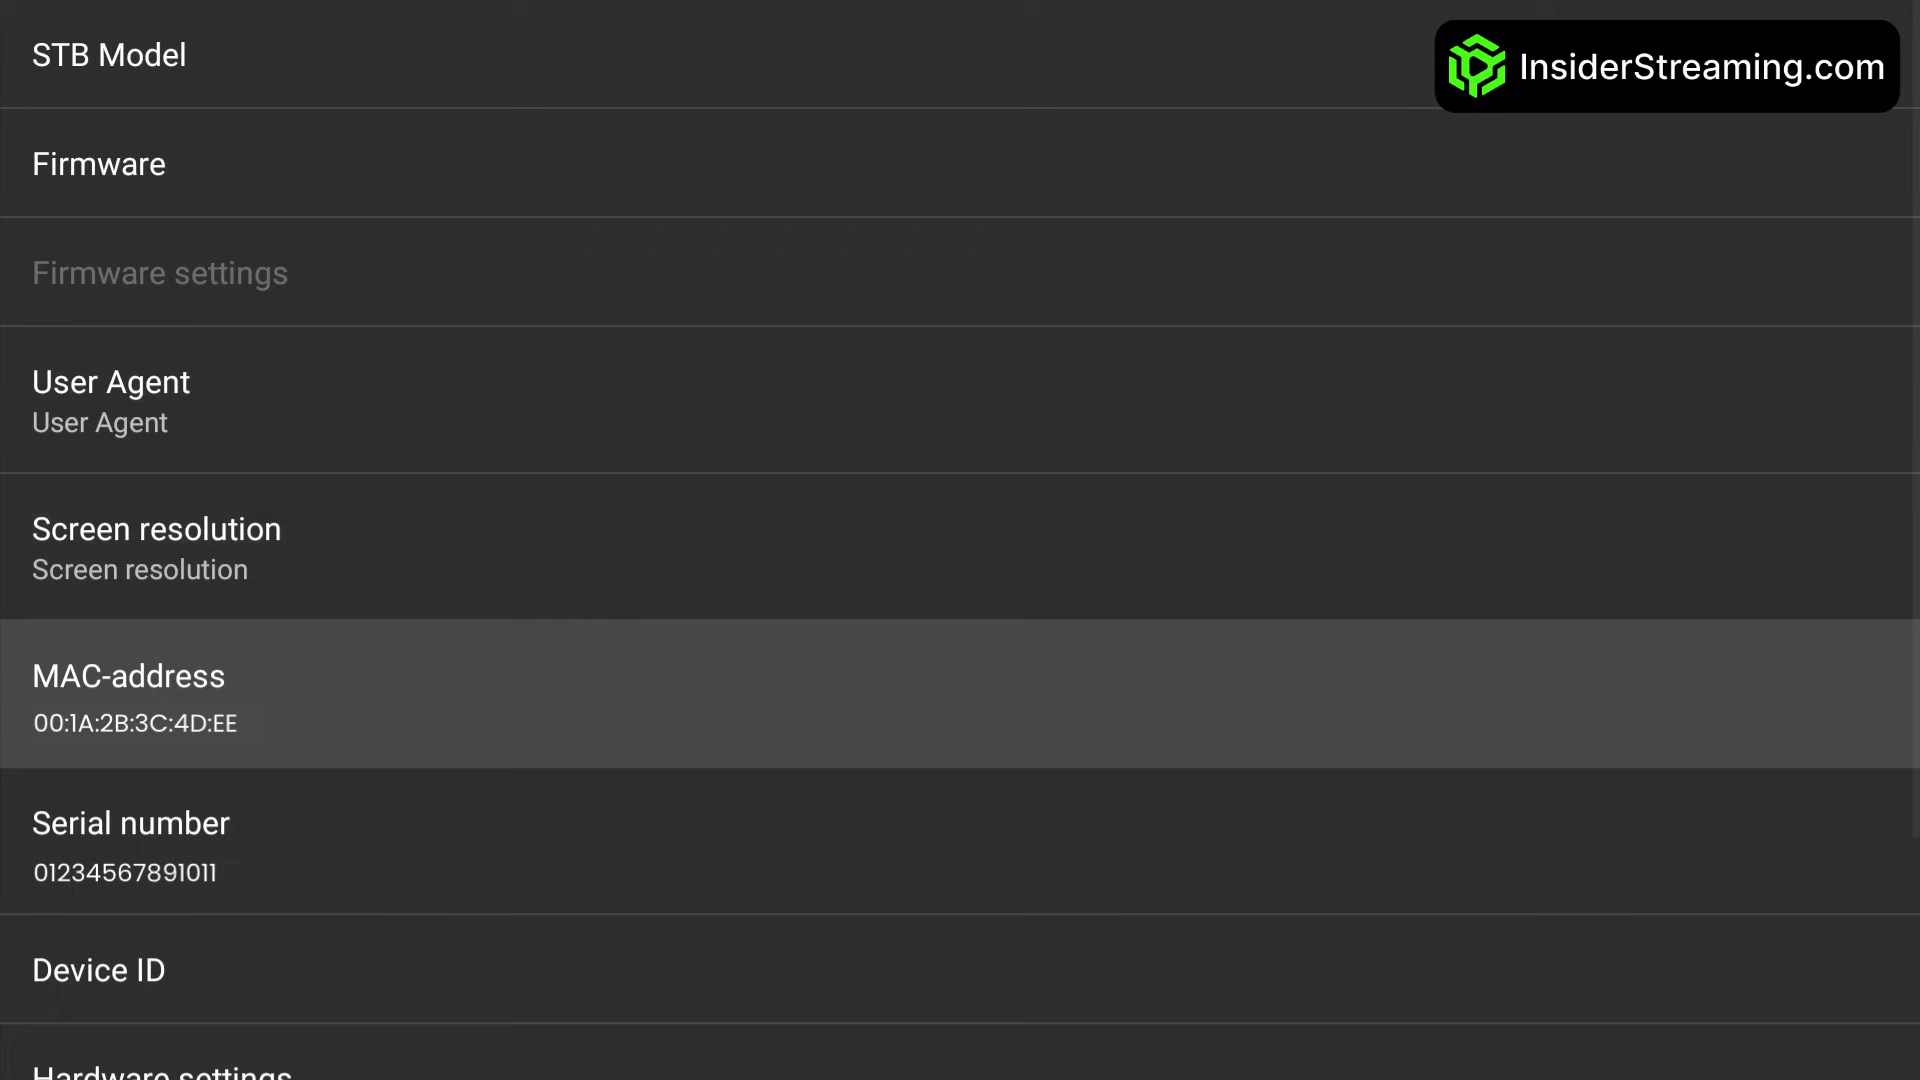 STB Model
InsiderStreaming.com
Firmware
Firmware settings
User Agent
User Agent
Screen resolution
Screen resolution
MAC-address
00:1A:2B:3C:4D:EE
Serial number
01234567891011
Device ID
Hardware settings